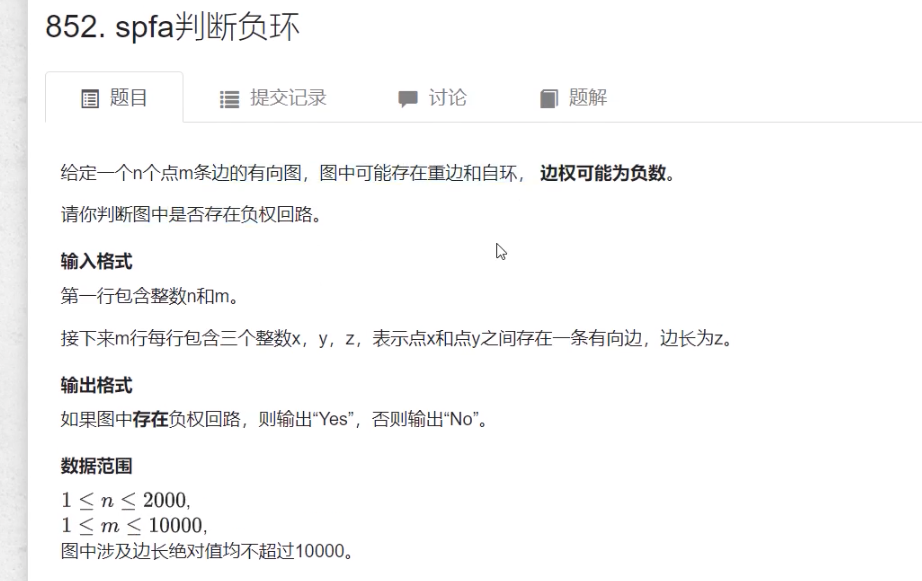 852. spfa判断负环
题目 提交记录 讨论 题解
给定一个n个点m条边的有向图，图中可能存在重边和自环， 边权可能为负数。
请你判断图中是否存在负权回路。
输入格式
第一行包含整数n和m。
接下来m行每行包含三个整数x，y，z，表示点x和点y之间存在一条有向边，边长为z。
输出格式
如果图中存在负权回路，则输出“Yes”，否则输出“No”。
数据范围
1 ≤ n ≤ 2000,
1 ≤ m ≤ 10000,
图中涉及边长绝对值均不超过10000。